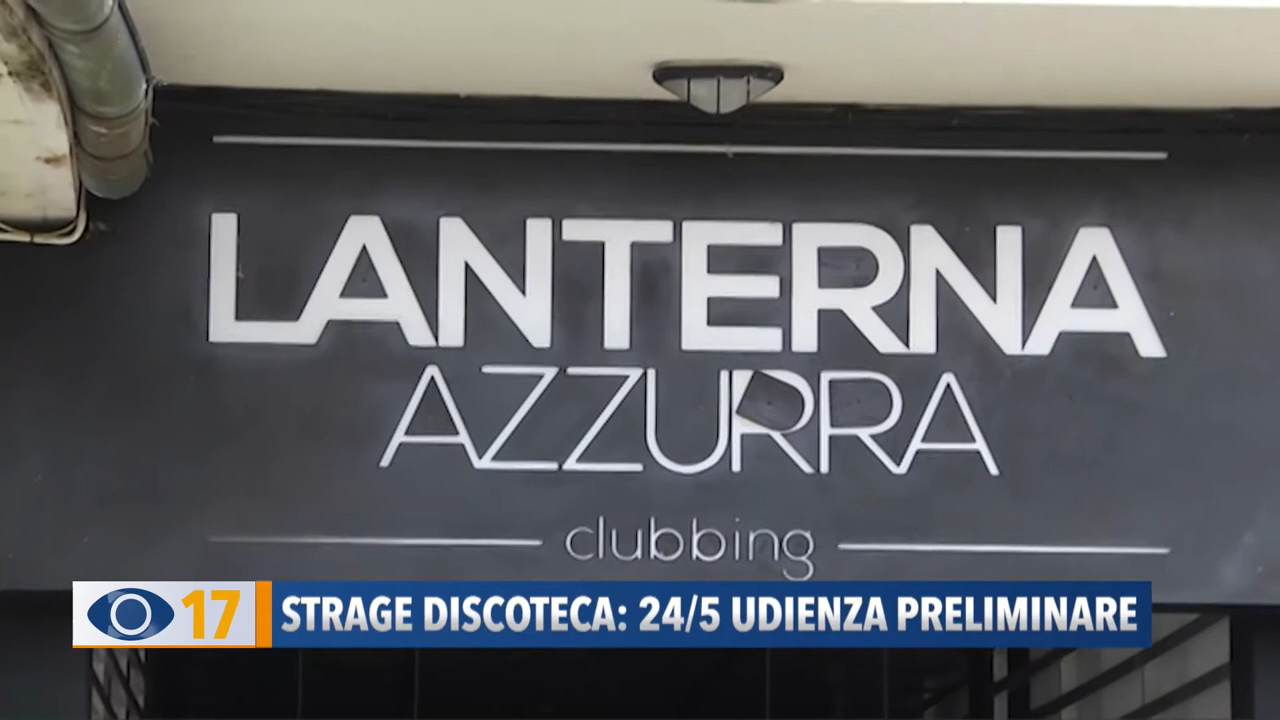 LANTERNA
AZZURRA
clubbing
17 STRAGE DISCOTECA: 24/5 UDIENZA PRELIMINARE